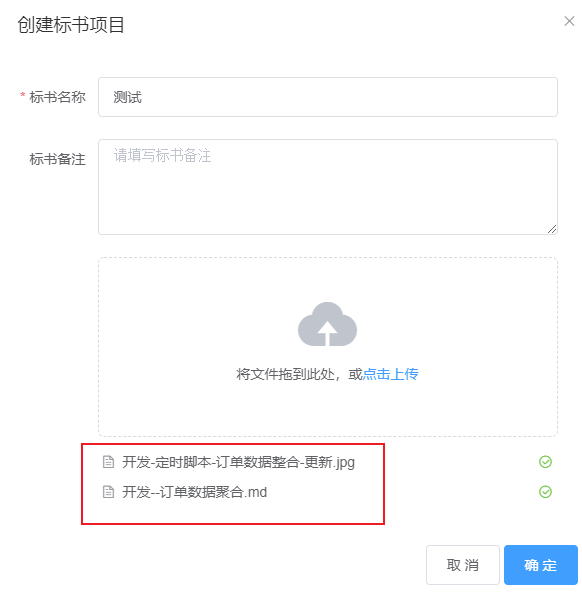 创建标书项目
* 标书名称 测试
标书备注 请填写标书备注
将文件拖到此处，或点击上传
开发-定时脚本-订单数据整合-更新.jpg
开发--订单数据聚合.md
取消 确定